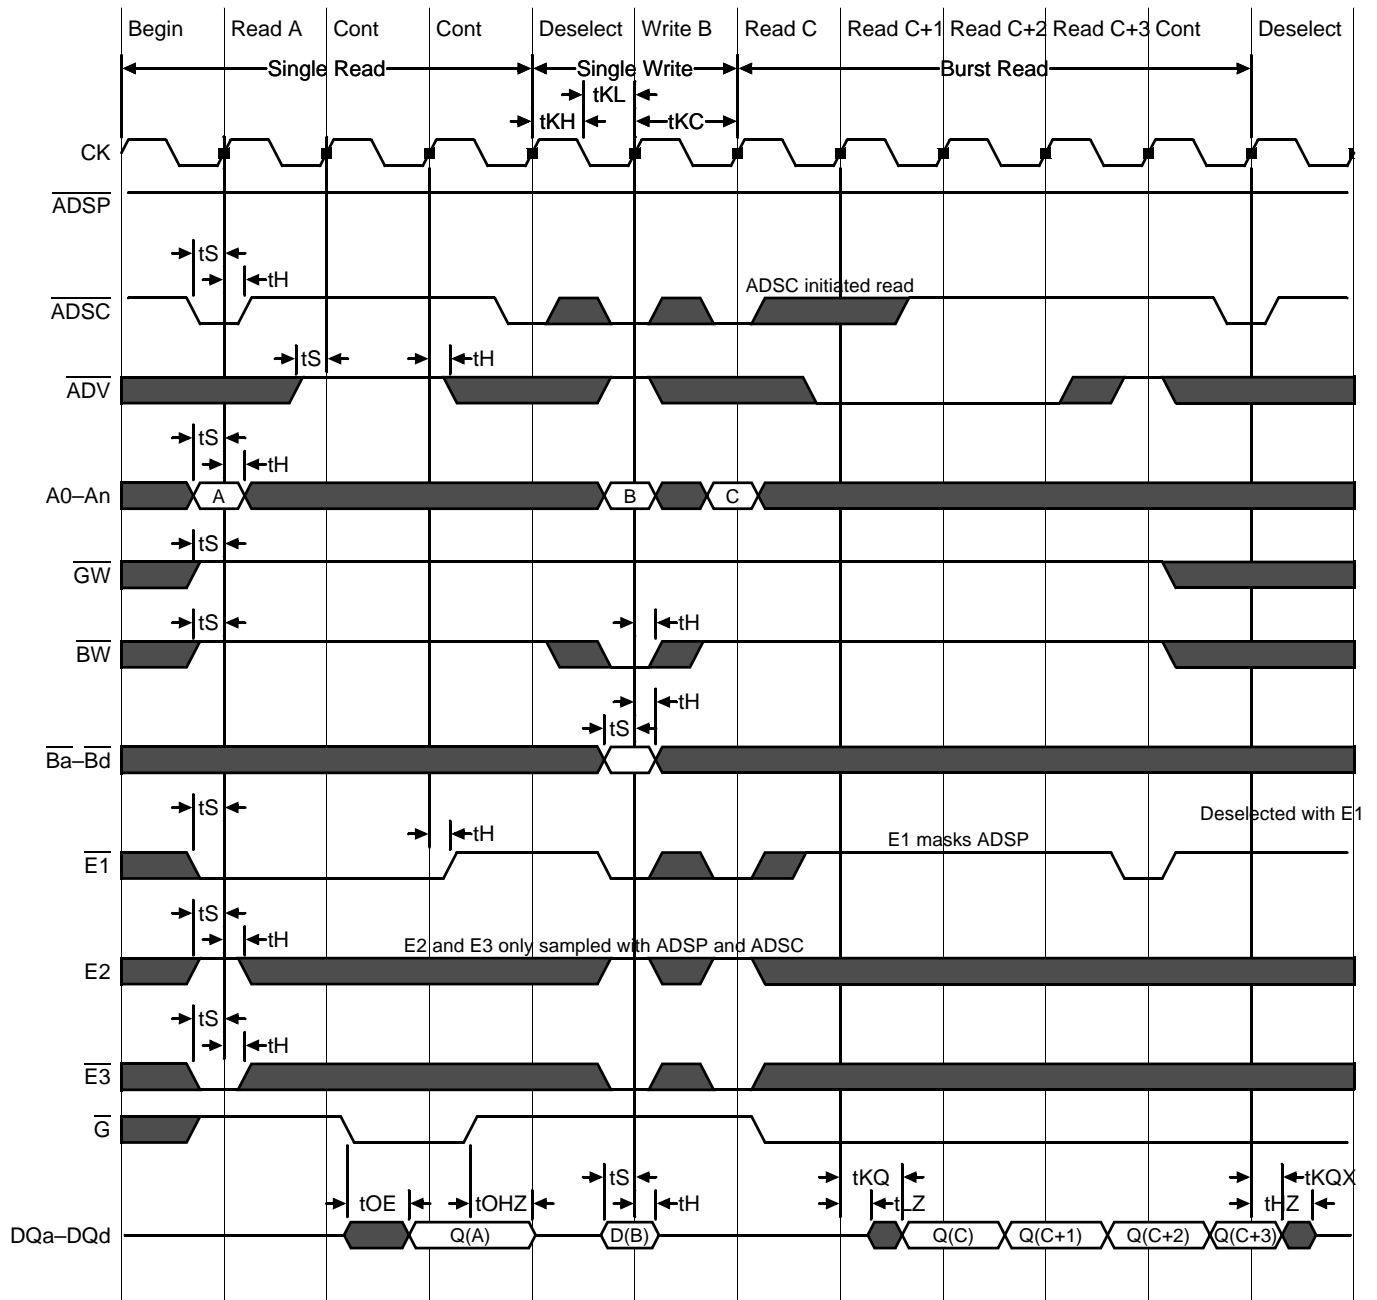 Begin Read A Cont Cont Deselect Write B Read C Read C+1 Read C+2 Read C+3 Cont Deselect
Single Read Single Write Burst Read
tKL
tKH tKC
CK
ADSP
tS
tH
ADSC initiated read
ADSC
tS tH
ADV
tS
tH
A0–An A B C
tS
GW
tS tH
BW
tH
tS
Ba–Bd
tS Deselected with E1
tH E1 masks ADSP
E1
tS
tH E2 and E3 only sampled with ADSP and ADSC
E2
tS
tH
E3
G
tS tKQ tKQX
tOE tOHZ tH tLZ tHZ
DQa–DQd Q(A) D(B) Q(C) Q(C+1) Q(C+2) Q(C+3)